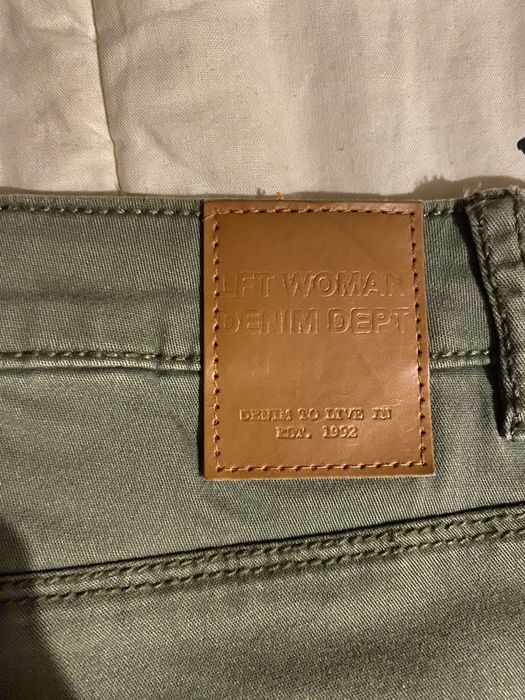 LFT WOMAN
DENIM DEPT
DENIM TO LIVE IN
EST. 1992